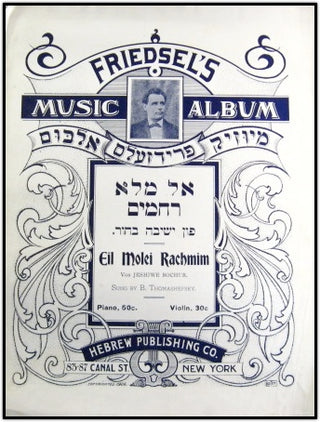 FRIEDSEL'S
MUSIC ALBUM
אלבום פרידזעלס מיוזיק
אל מלא
רחמים
פון ישיבה בחור.
Eil Molei Rachmim
VON JESHIWE BOCHUR.
SUNG BY B. THOMASHEFSKY.
Piano, 50c. Violin, 30c
HEBREW PUBLISHING CO.
83-87 CANAL ST. NEW YORK
COPYRIGHTED